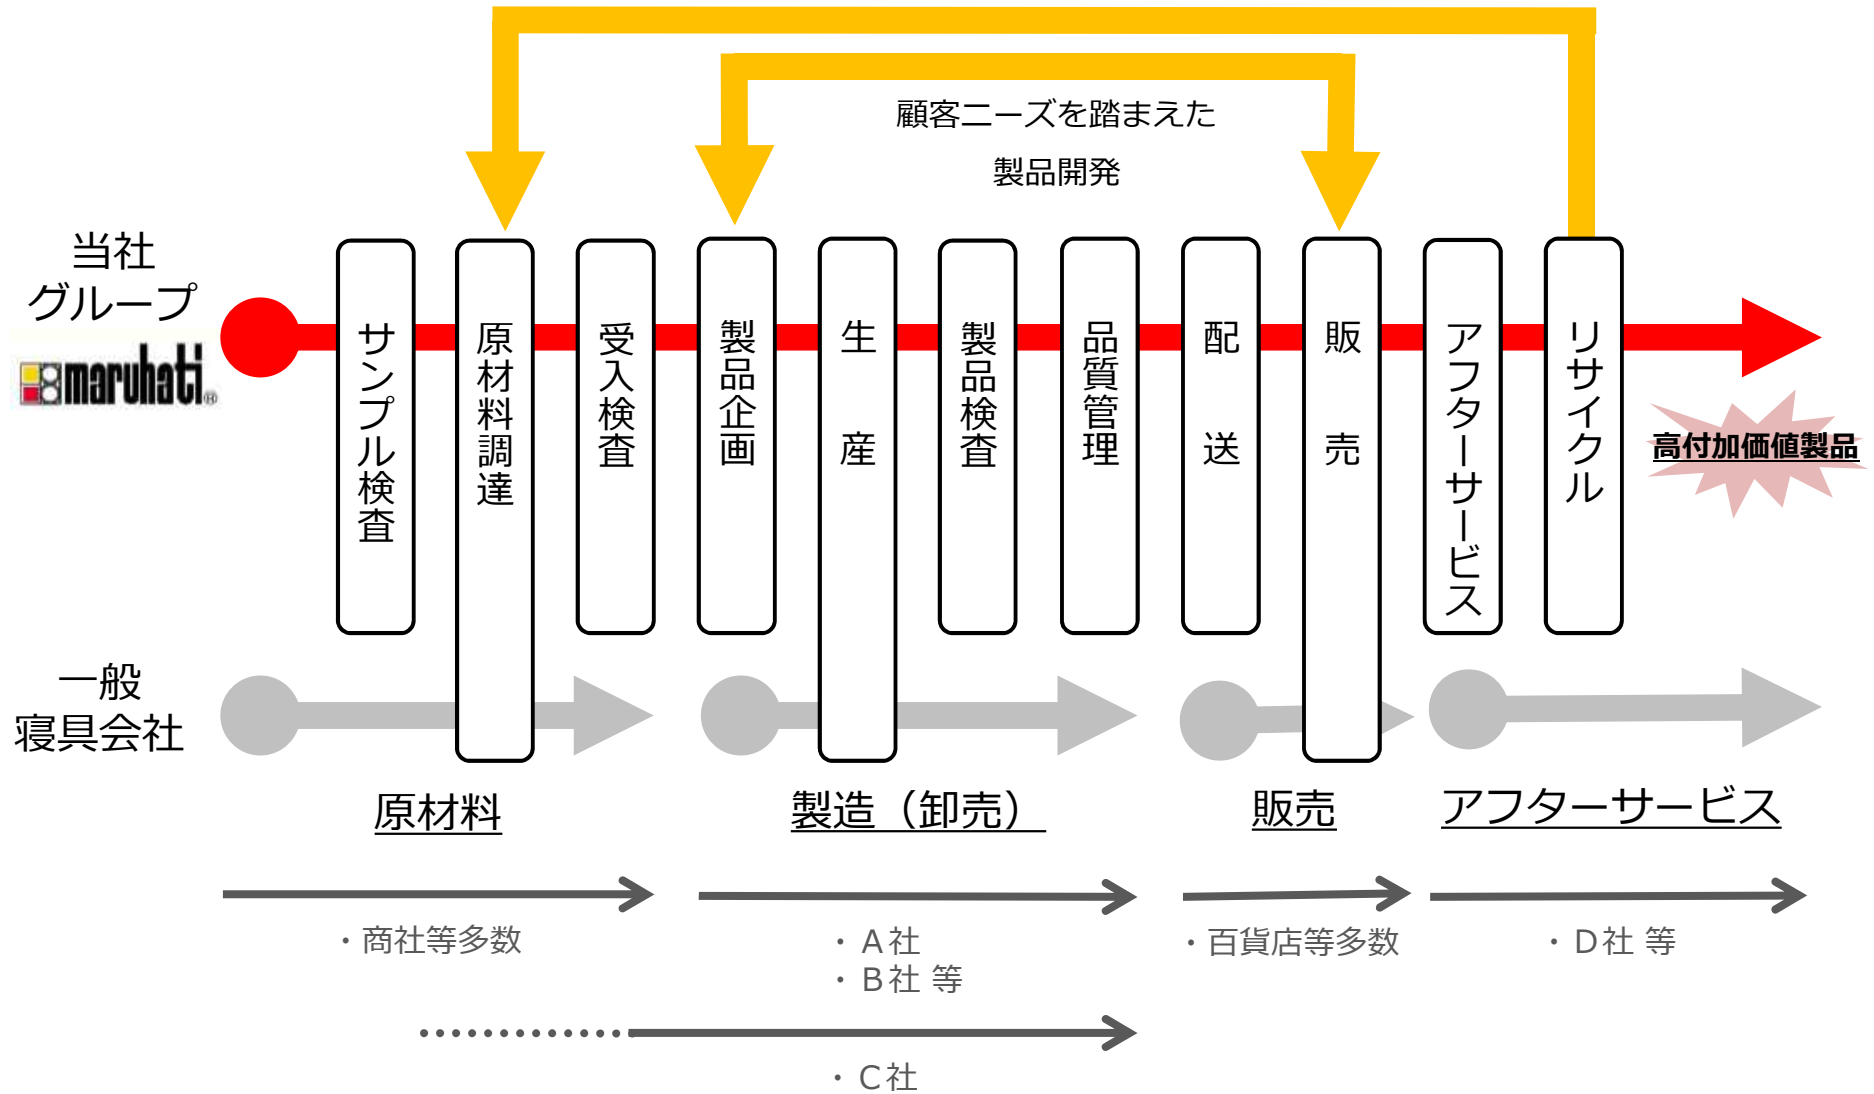 顧客ニーズを踏まえた
製品開発
当社
グループ
maruhati®
サンプル検査
原材料調達
受入検査
製品企画
生産
製品検査
品質管理
配送
販売
アフターサービス
リサイクル
高付加価値製品
一般
寝具会社
原材料
製造（卸売）
販売
アフターサービス
・商社等多数
・A社
・B社 等
・百貨店等多数
・D社 等
・C社